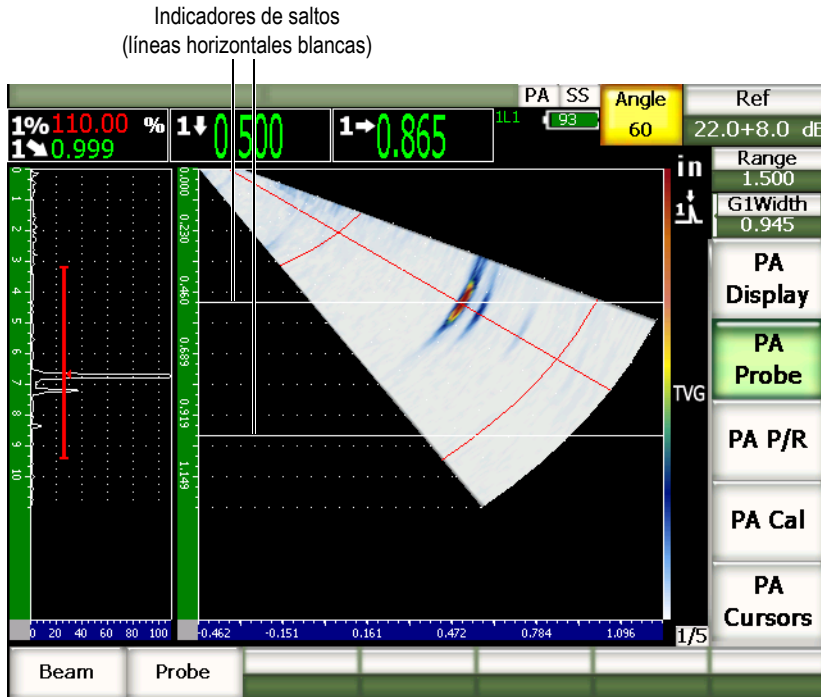 Indicadores de saltos
(líneas horizontales blancas)
PA SS Angle 60 Ref 22.0+8.0 dB
1% 110.00 %
1 0.999
1 0.500
1 0.865
1L1
93
in
Range
1.500
G1Width
0.945
1
TVG
PA Display
PA Probe
PA P/R
PA Cal
PA Cursors
0 1 2 3 4 5 6 7 8 9 10
0 20 40 60 80 100
0.000 0.230 0.460 0.689 0.919 1.149
-0.462 -0.151 0.161 0.472 0.784 1.096
1/5
Beam Probe